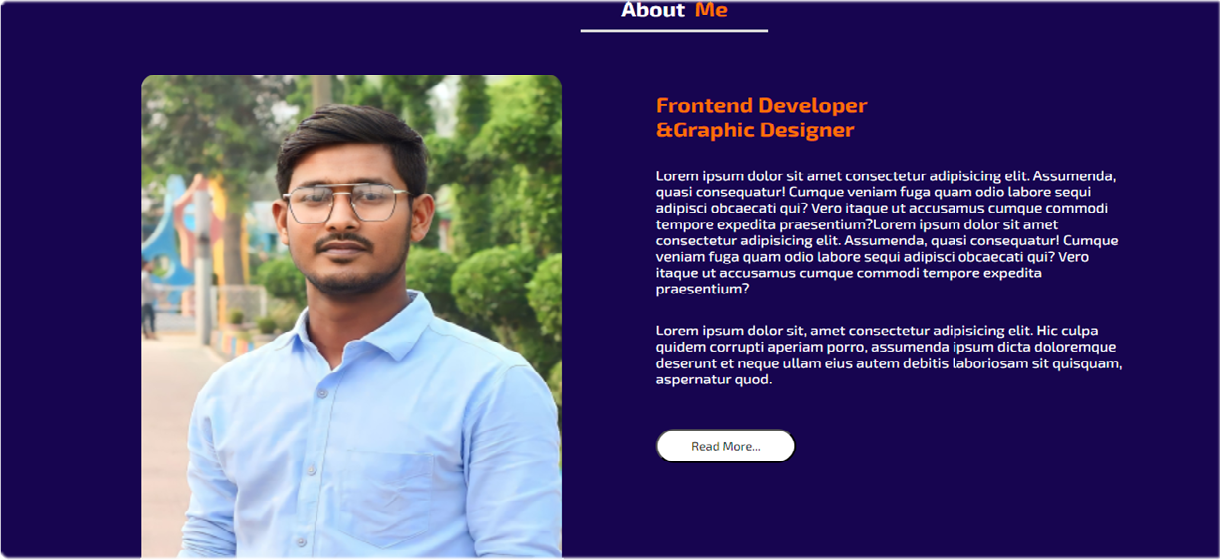 About Me
Frontend Developer
&Graphic Designer
Lorem ipsum dolor sit amet consectetur adipisicing elit. Assumenda,
quasi consequatur! Cumque veniam fuga quam odio labore sequi
adipisci obcaecati qui? Vero itaque ut accusamus cumque commodi
tempore expedita praesentium?Lorem ipsum dolor sit amet
consectetur adipisicing elit. Assumenda, quasi consequatur! Cumque
veniam fuga quam odio labore sequi adipisci obcaecati qui? Vero
itaque ut accusamus cumque commodi tempore expedita
praesentium?
Lorem ipsum dolor sit, amet consectetur adipisicing elit. Hic culpa
quidem corrupti aperiam porro, assumenda ipsum dicta doloremque
deserunt et neque ullam eius autem debitis laboriosam sit quisquam,
aspernatur quod.
Read More...